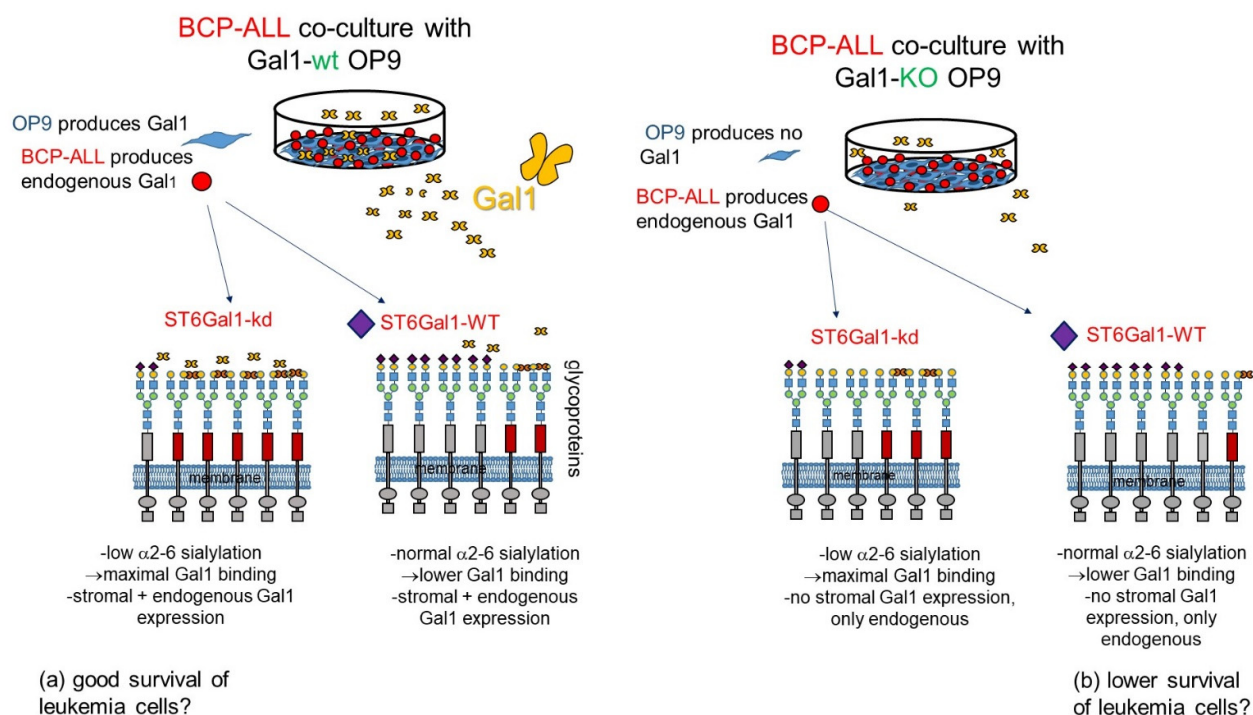 BCP-ALL co-culture with
Gal1-wt OP9
OP9 produces Gal1
BCP-ALL produces
endogenous Gal1
Gal1
ST6Gal1-kd
ST6Gal1-WT
glycoproteins
membrane
membrane
-low α2-6 sialylation
→maximal Gal1 binding
-stromal + endogenous Gal1
expression
-normal α2-6 sialylation
→lower Gal1 binding
-stromal + endogenous
Gal1 expression
(a) good survival of
leukemia cells?
BCP-ALL co-culture with
Gal1-KO OP9
OP9 produces no
Gal1
BCP-ALL produces
endogenous Gal1
ST6Gal1-kd
ST6Gal1-WT
membrane
membrane
-low α2-6 sialylation
→maximal Gal1 binding
-no stromal Gal1 expression,
only endogenous
-normal α2-6 sialylation
→lower Gal1 binding
-no stromal Gal1
expression, only
endogenous
(b) lower survival
of leukemia cells?